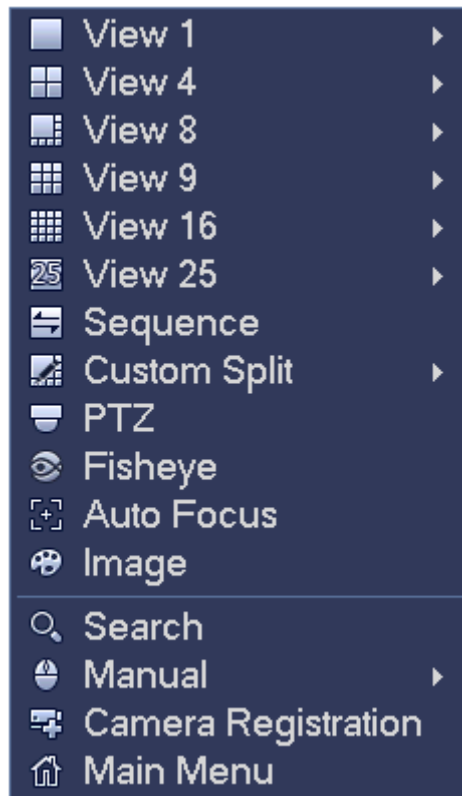 View 1
View 4
View 8
View 9
View 16
25 View 25
Sequence
Custom Split
PTZ
Fisheye
Auto Focus
Image
Search
Manual
Camera Registration
Main Menu